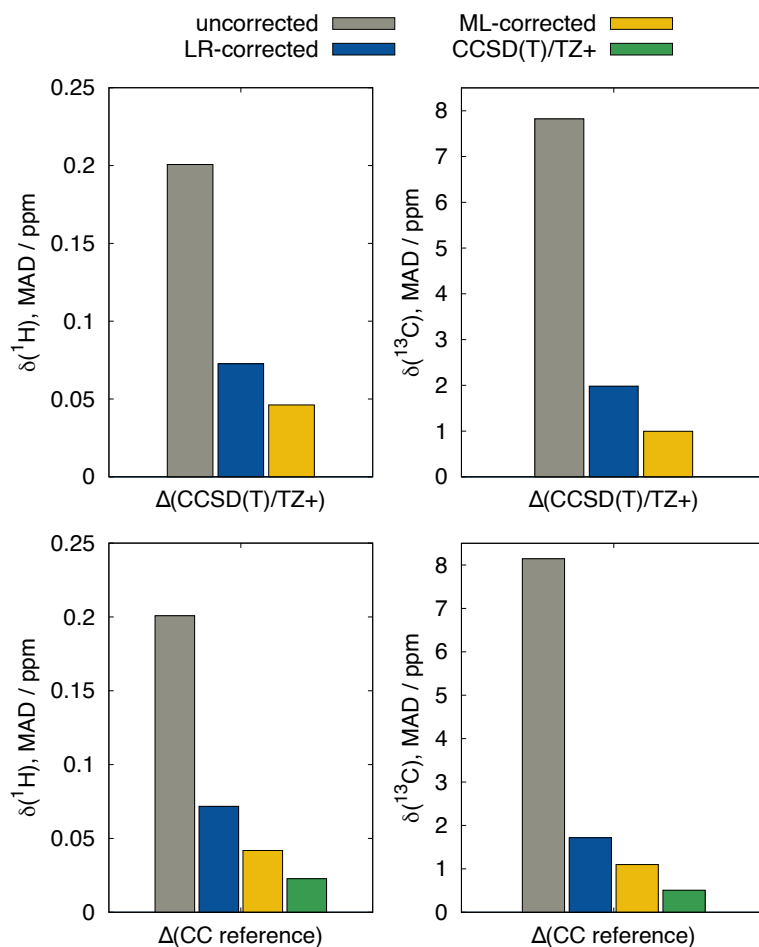 uncorrected
LR-corrected
ML-corrected
CCSD(T)/TZ+
0.25
0.2
0.15
0.1
0.05
0
δ(¹H), MAD / ppm
Δ(CCSD(T)/TZ+)
8
7
6
5
4
3
2
1
0
δ(¹³C), MAD / ppm
Δ(CCSD(T)/TZ+)
0.25
0.2
0.15
0.1
0.05
0
δ(¹H), MAD / ppm
Δ(CC reference)
8
7
6
5
4
3
2
1
0
δ(¹³C), MAD / ppm
Δ(CC reference)